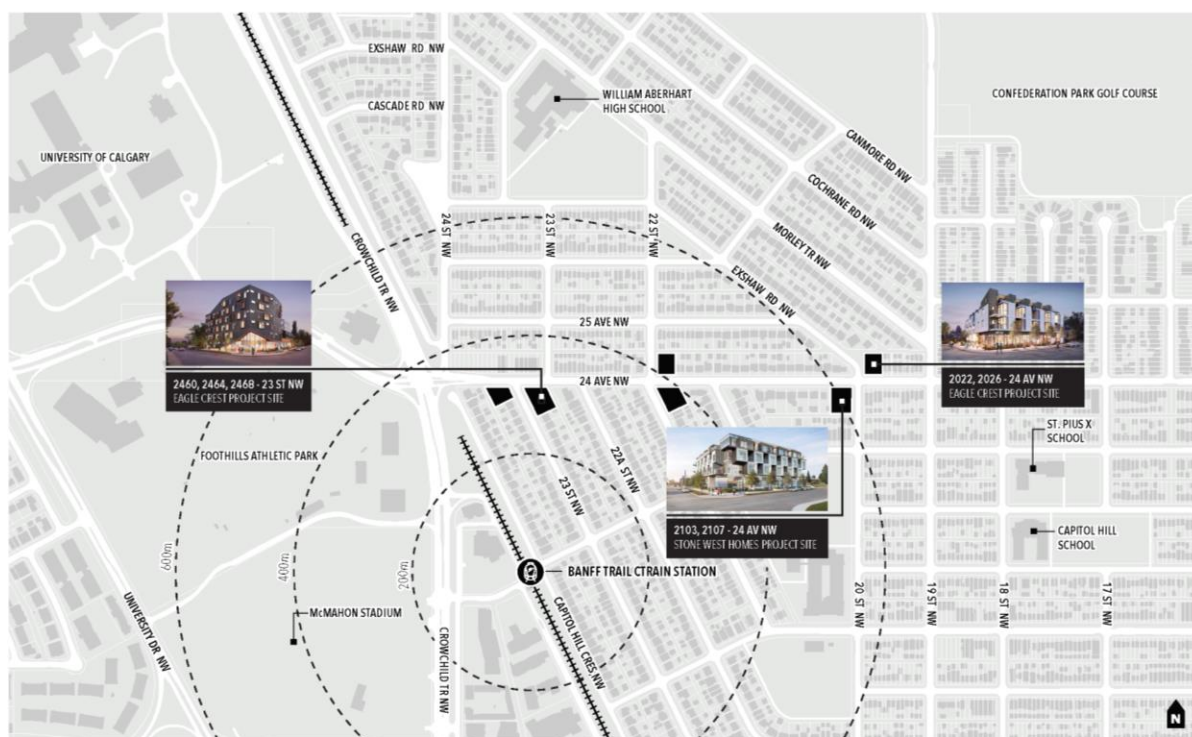 EXSHAW RD NW
CASCADE RD NW
WILLIAM ABERHART
HIGH SCHOOL
CONFEDERATION PARK GOLF COURSE
UNIVERSITY OF CALGARY
CANMORE RD NW
COCHRANE RD NW
MORLEY TR NW
EXSHAW RD NW
24 ST NW
23 ST NW
22 ST NW
CROWCHILD TR NW
25 AVE NW
24 AVE NW
2460, 2464, 2468 - 23 ST NW
EAGLE CREST PROJECT SITE
2022, 2026 - 24 AV NW
EAGLE CREST PROJECT SITE
ST. PIUS X
SCHOOL
FOOTHILLS ATHLETIC PARK
22A ST NW
23 ST NW
2103, 2107 - 24 AV NW
STONE WEST HOMES PROJECT SITE
CAPITOL HILL
SCHOOL
600m
400m
200m
BANFF TRAIL CTRAIN STATION
McMAHON STADIUM
UNIVERSITY DR NW
CROWCHILD TR NW
CAPITOL HILL CRES NW
20 ST NW
19 ST NW
18 ST NW
17 ST NW
N